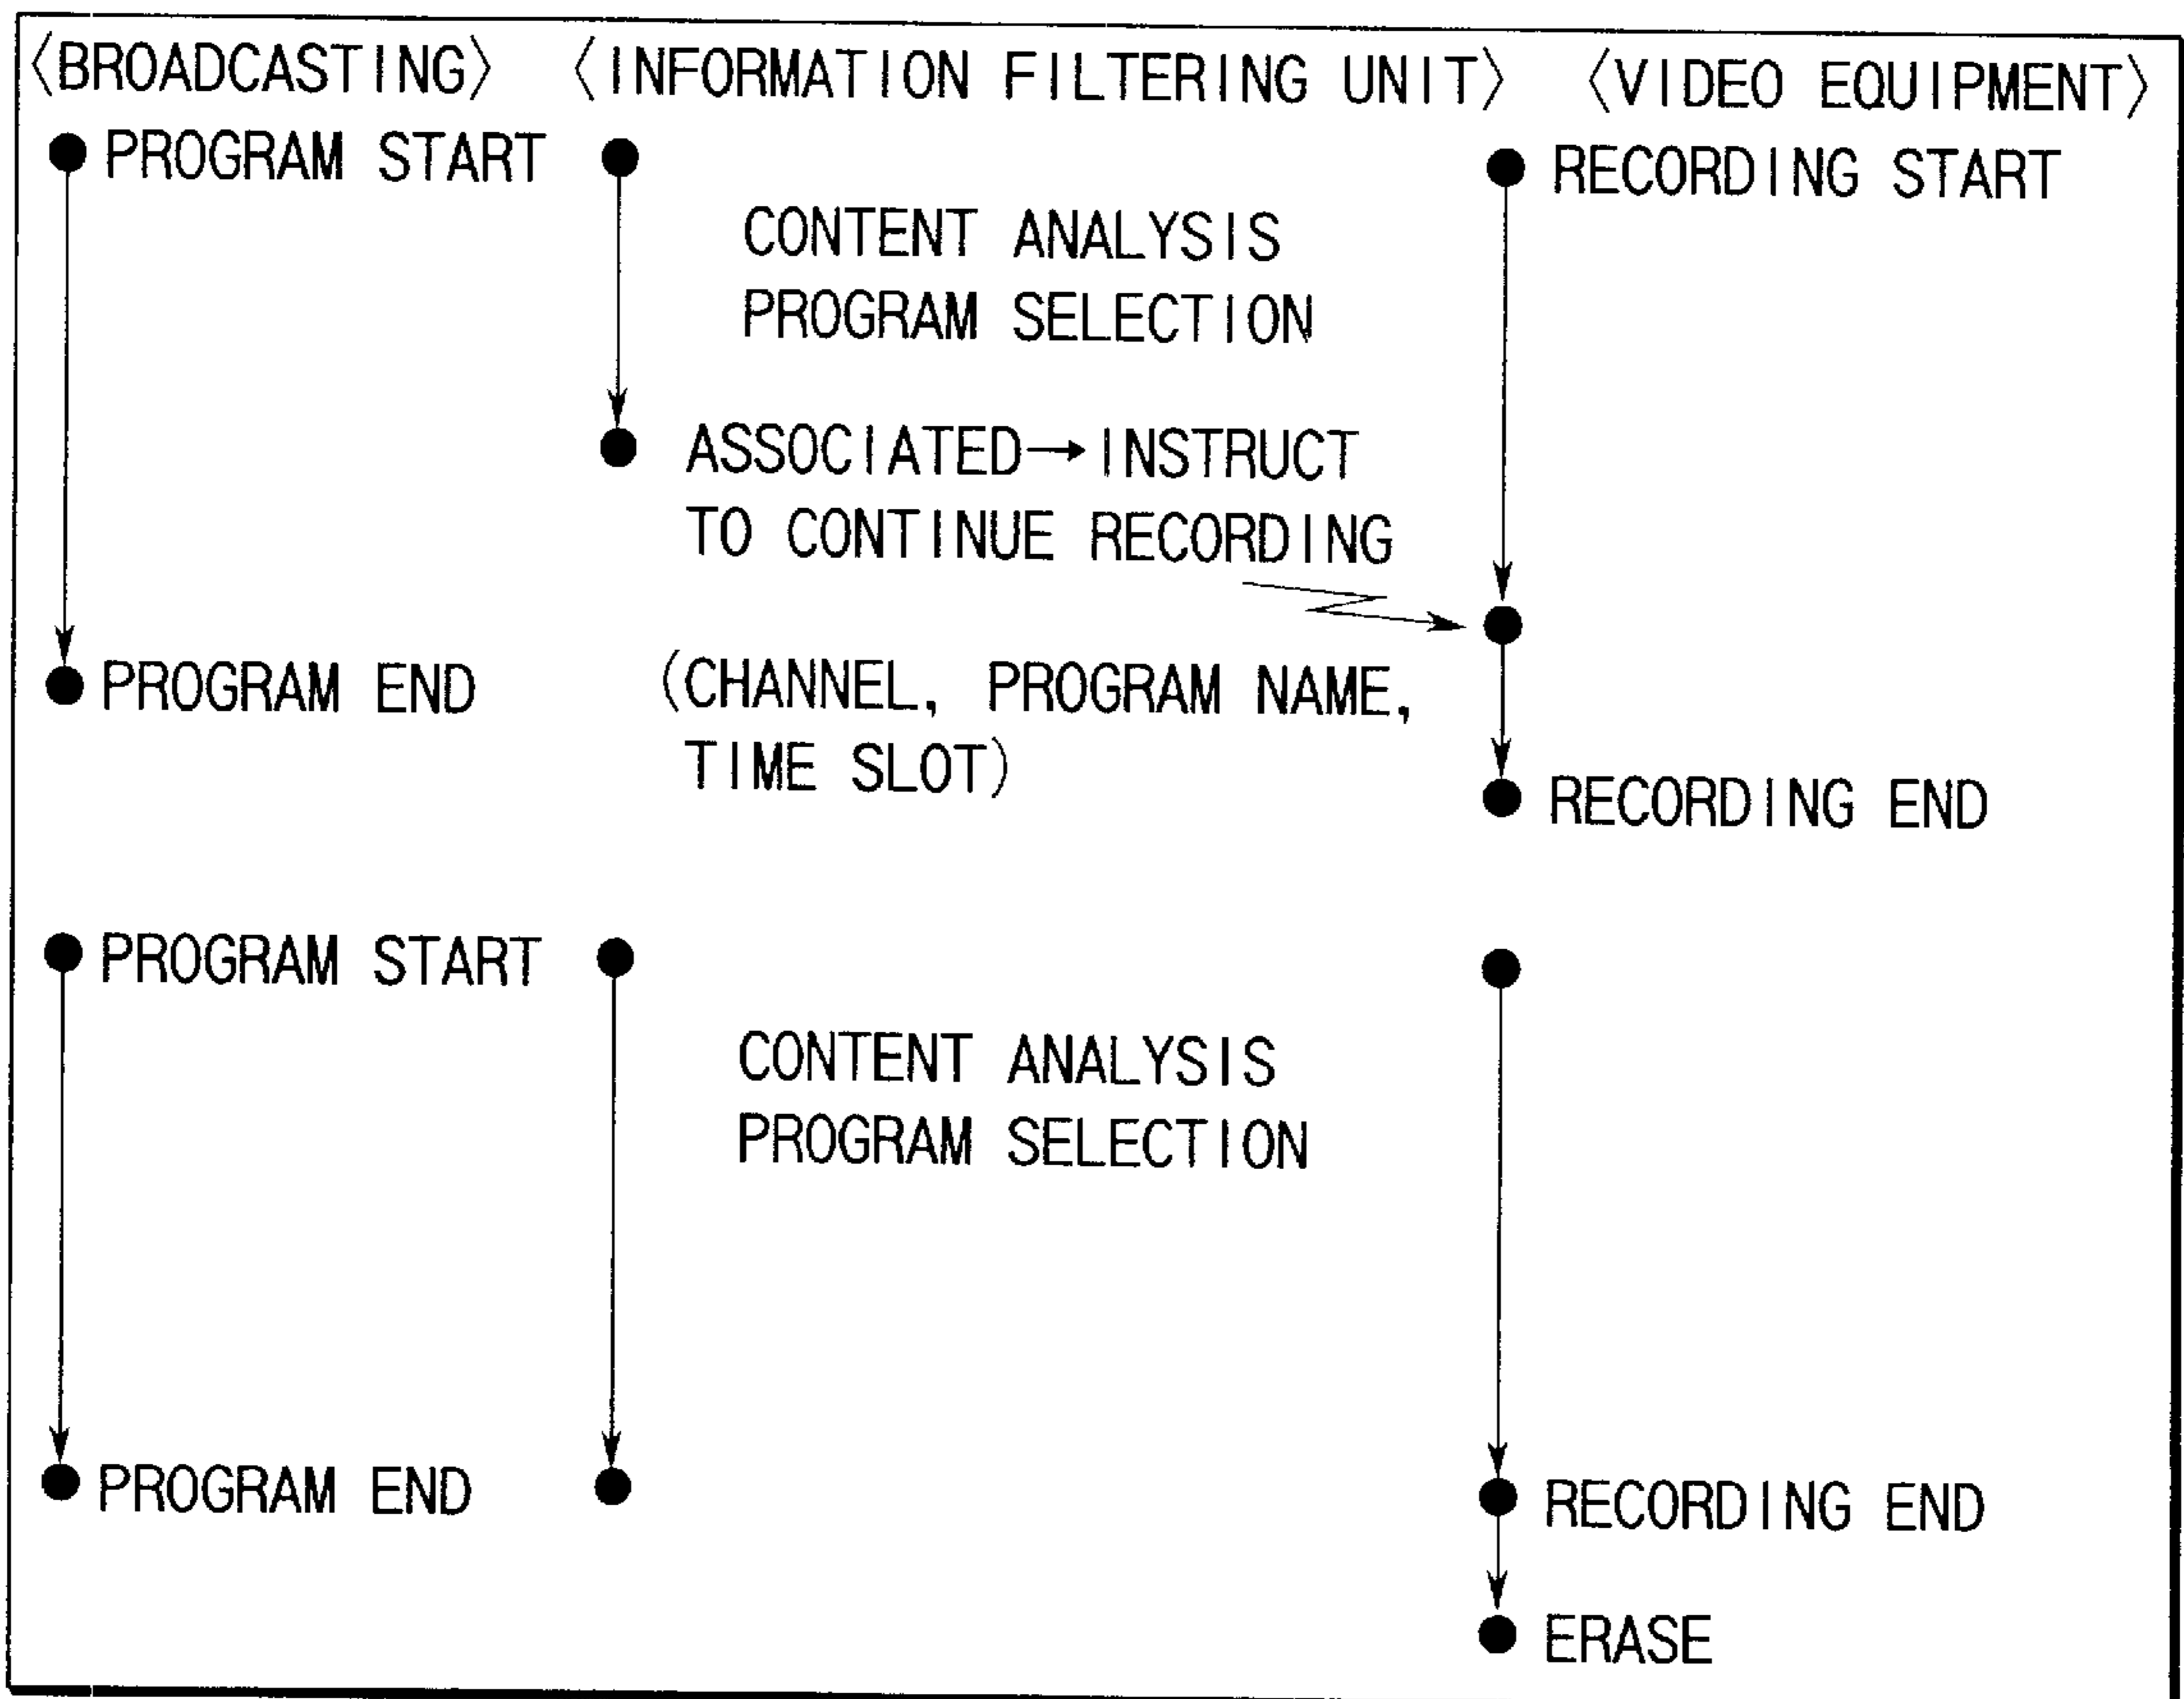 〈BROADCASTING〉 〈INFORMATION FILTERING UNIT〉 〈VIDEO EQUIPMENT〉
PROGRAM START
RECORDING START
CONTENT ANALYSIS
PROGRAM SELECTION
ASSOCIATED→INSTRUCT
TO CONTINUE RECORDING
PROGRAM END
(CHANNEL, PROGRAM NAME,
TIME SLOT)
RECORDING END
PROGRAM START
CONTENT ANALYSIS
PROGRAM SELECTION
PROGRAM END
RECORDING END
ERASE